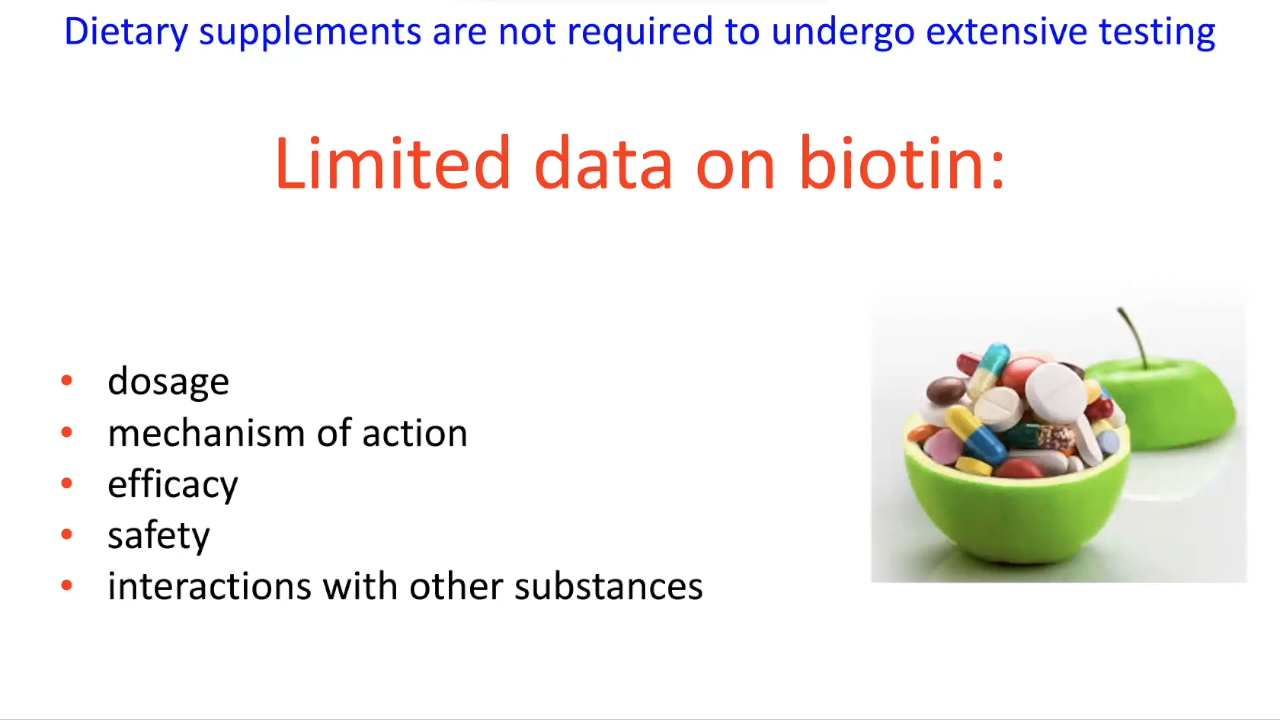 Dietary supplements are not required to undergo extensive testing
Limited data on biotin:
• dosage
• mechanism of action
• efficacy
• safety
• interactions with other substances